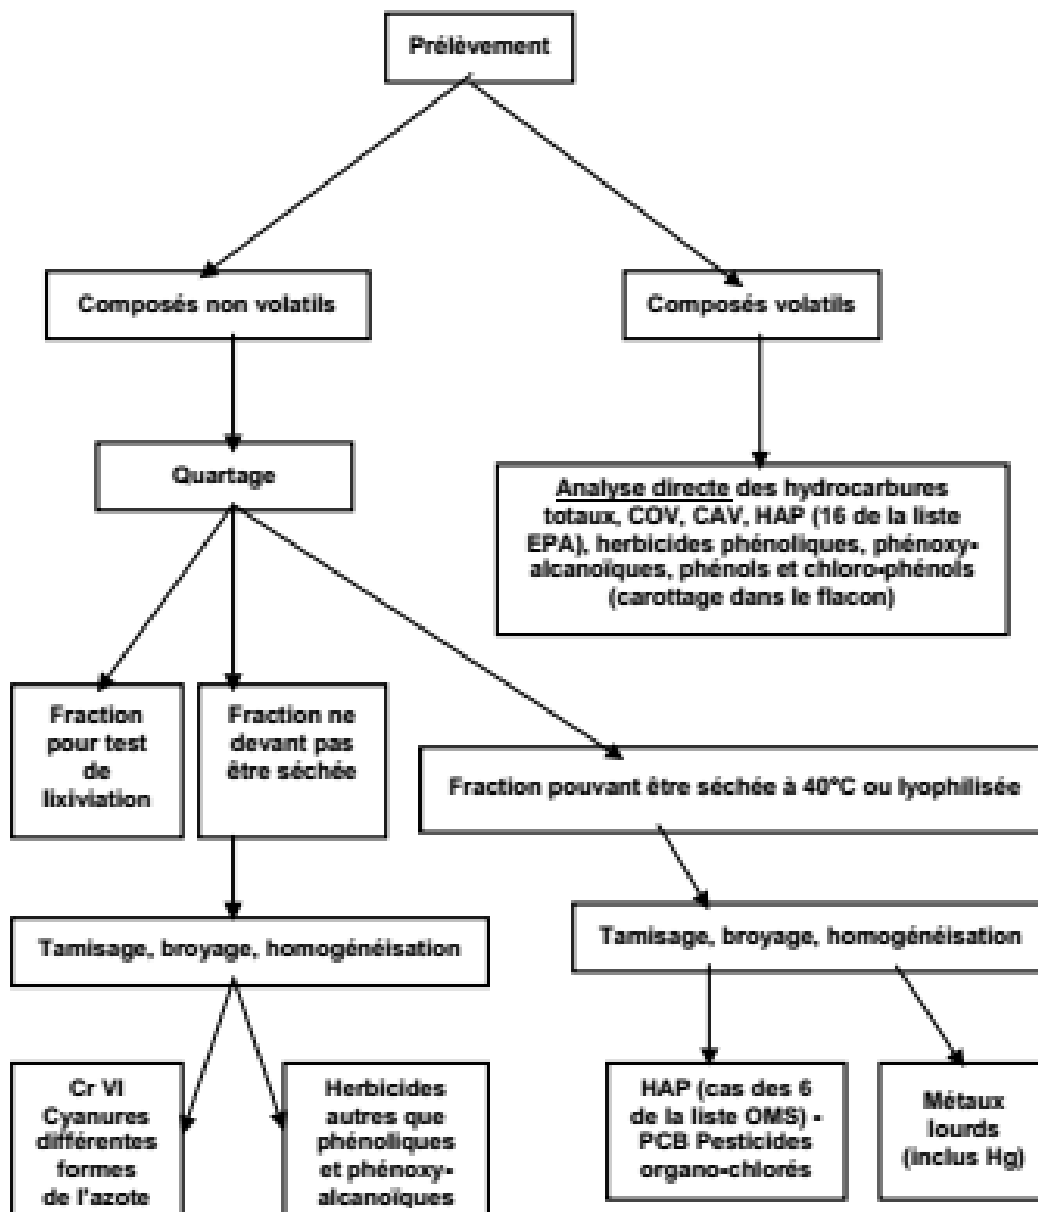 Prélèvement
Composés non volatils
Composés volatils
Quartage
Analyse directe des hydrocarbures
totaux, COV, CAV, HAP (16 de la liste
EPA), herbicides phénoliques, phénoxy-
alcanoïques, phénols et chloro-phénols
(carottage dans le flacon)
Fraction
pour test
de
lixiviation
Fraction ne
devant pas
être séchée
Fraction pouvant être séchée à 40°C ou lyophilisée
Tamisage, broyage, homogénéisation
Tamisage, broyage, homogénéisation
Cr VI
Cyanures
différentes
formes
de l'azote
Herbicides
autres que
phénoliques
et phénoxy-
alcanoïques
HAP (cas des 6
de la liste OMS) -
PCB Pesticides
organo-chlorés
Métaux
lourds
(inclus Hg)